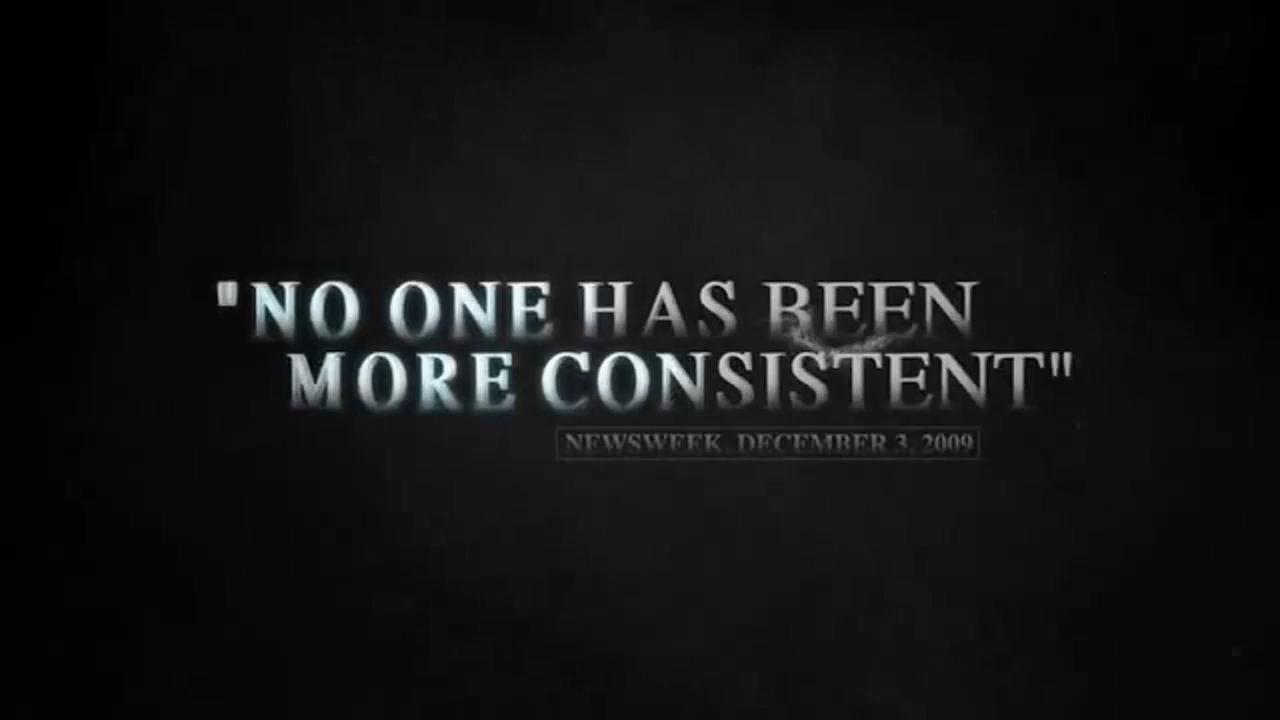 "NO ONE HAS BEEN
MORE CONSISTENT"
NEWSWEEK, DECEMBER 3, 2009